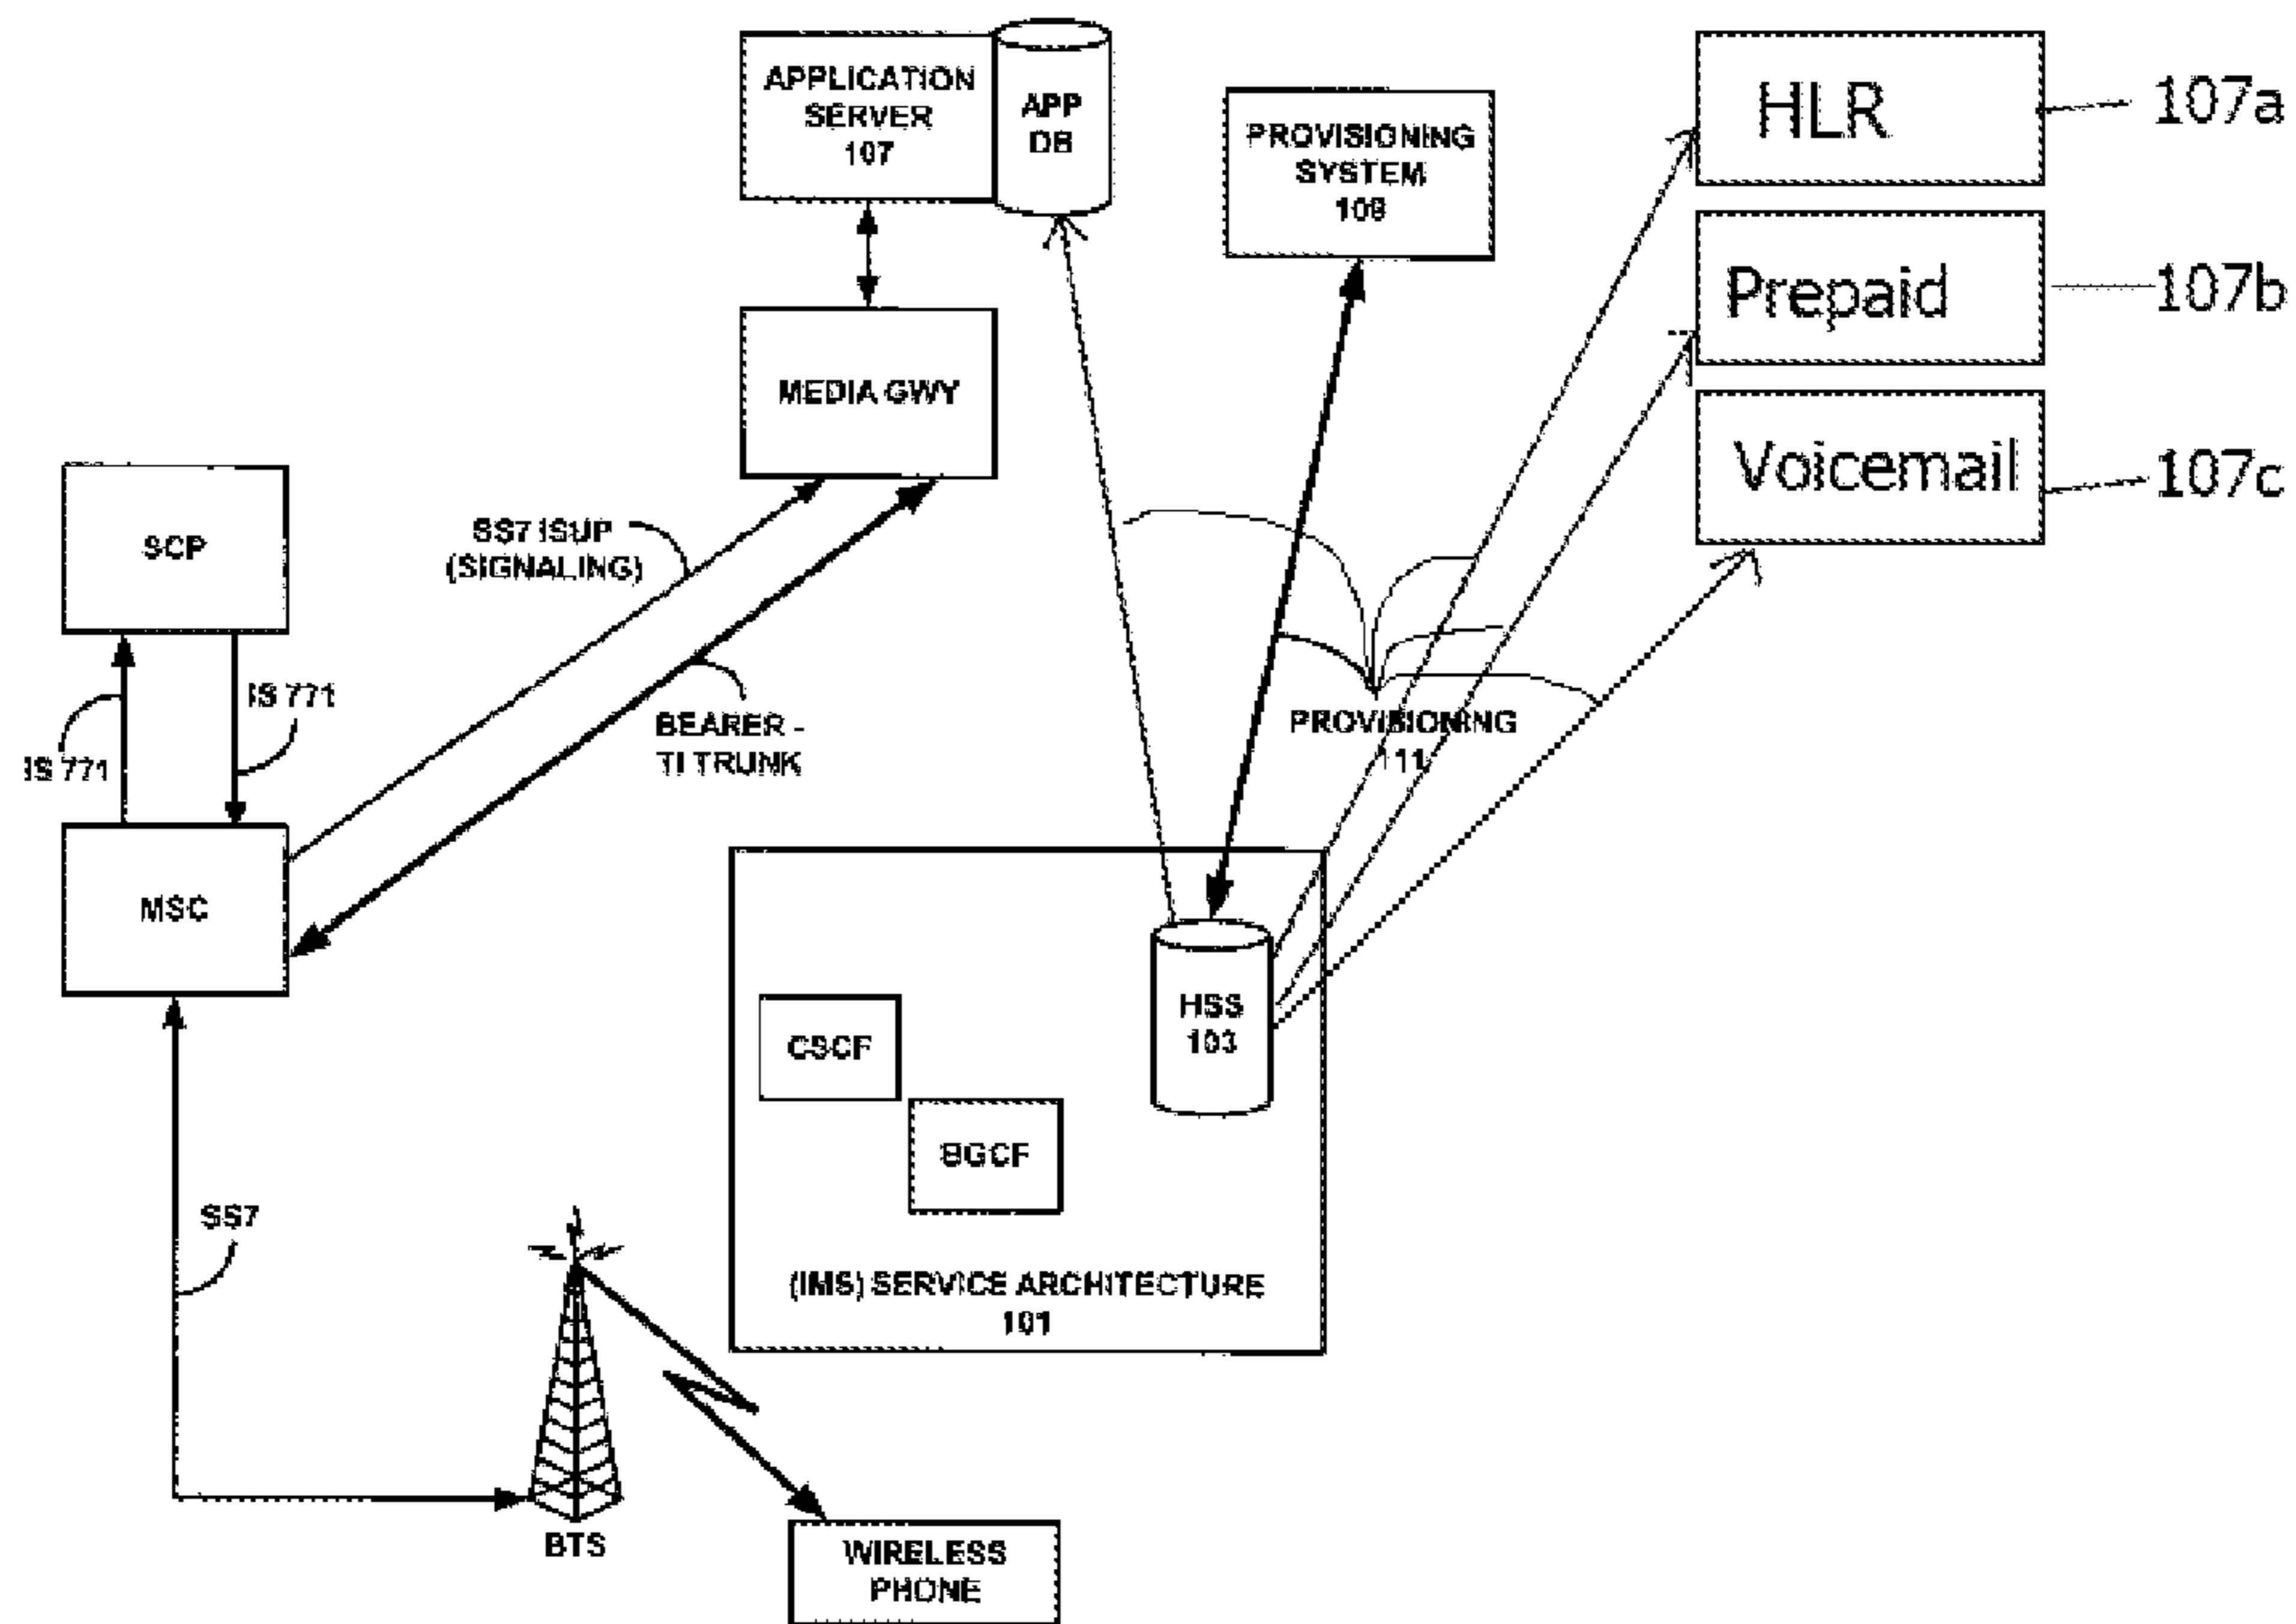 APPLICATION
SERVER
107
APP
DB
PROVISIONING
SYSTEM
109
HLR
107a
Prepaid
107b
Voicemail
107c
MEDIA GWY
SCP
SS7 ISUP
(SIGNALING)
IS 771
IS 771
BEARER -
TI TRUNK
PROVISIONING
111
MSC
HSS
103
CSCF
BGCF
SS7
(IMS) SERVICE ARCHITECTURE
101
BTS
WIRELESS
PHONE